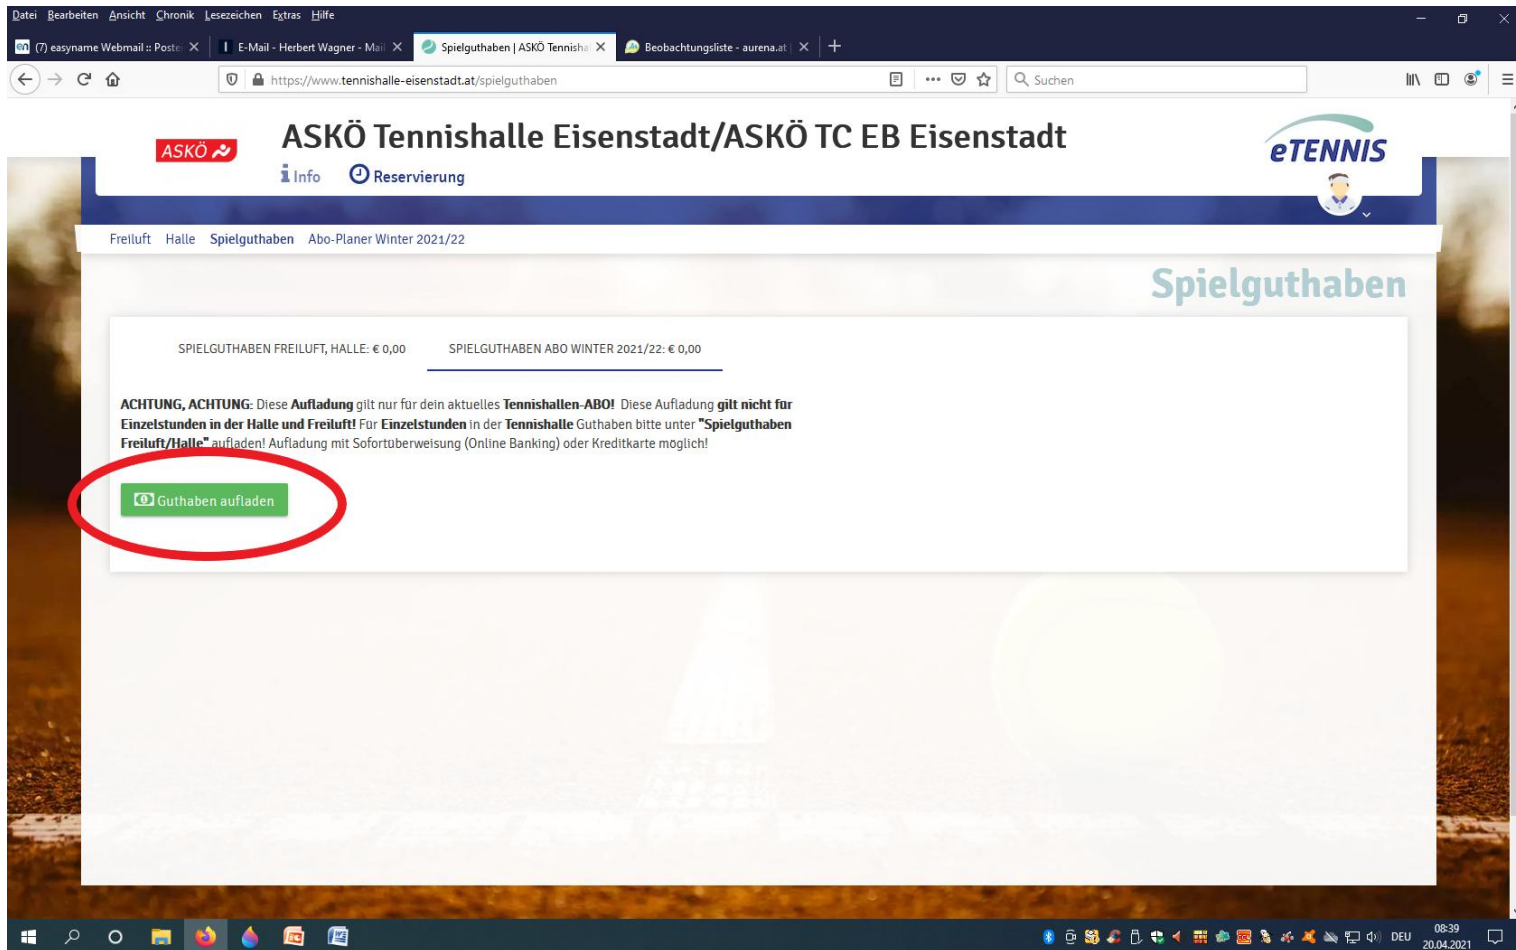 Datei Bearbeiten Ansicht Chronik Lesezeichen Extras Hilfe
(7) easyname Webmail :: Poste
E-Mail - Herbert Wagner - Mail
Spielguthaben | ASKÖ Tennisha
Beobachtungsliste - aurena.at |
https://www.tennishalle-eisenstadt.at/spielguthaben
Suchen
ASKÖ
ASKÖ Tennishalle Eisenstadt/ASKÖ TC EB Eisenstadt
eTENNIS
Info Reservierung
Freiluft Halle Spielguthaben Abo-Planer Winter 2021/22
Spielguthaben
SPIELGUTHABEN FREILUFT, HALLE: € 0,00 SPIELGUTHABEN ABO WINTER 2021/22: € 0,00
ACHTUNG, ACHTUNG: Diese Aufladung gilt nur für dein aktuelles Tennishallen-ABO! Diese Aufladung gilt nicht für
Einzelstunden in der Halle und Freiluft! Für Einzelstunden in der Tennishalle Guthaben bitte unter "Spielguthaben
Freiluft/Halle" aufladen! Aufladung mit Sofortüberweisung (Online Banking) oder Kreditkarte möglich!
Guthaben aufladen
DEU
08:39
20.04.2021